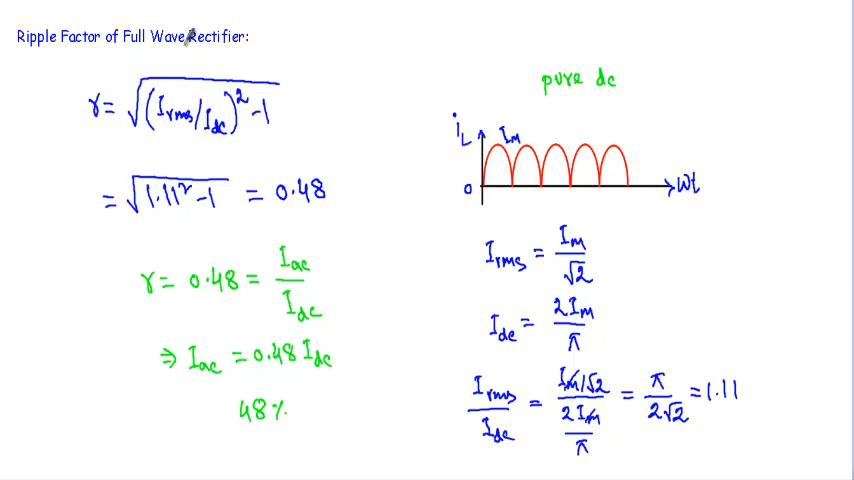 Ripple Factor of Full Wave Rectifier:
γ = √((Irms/Idc)² - 1)
= √(1.11² - 1) = 0.48
γ = 0.48 = Iac/Idc
⇒ Iac = 0.48 Idc
48%
pure dc
iL
Im
0
Wt
Irms = Im/√2
Idc = 2Im/π
Irms/Idc = (Im/√2)/(2Im/π) = π/2√2 = 1.11